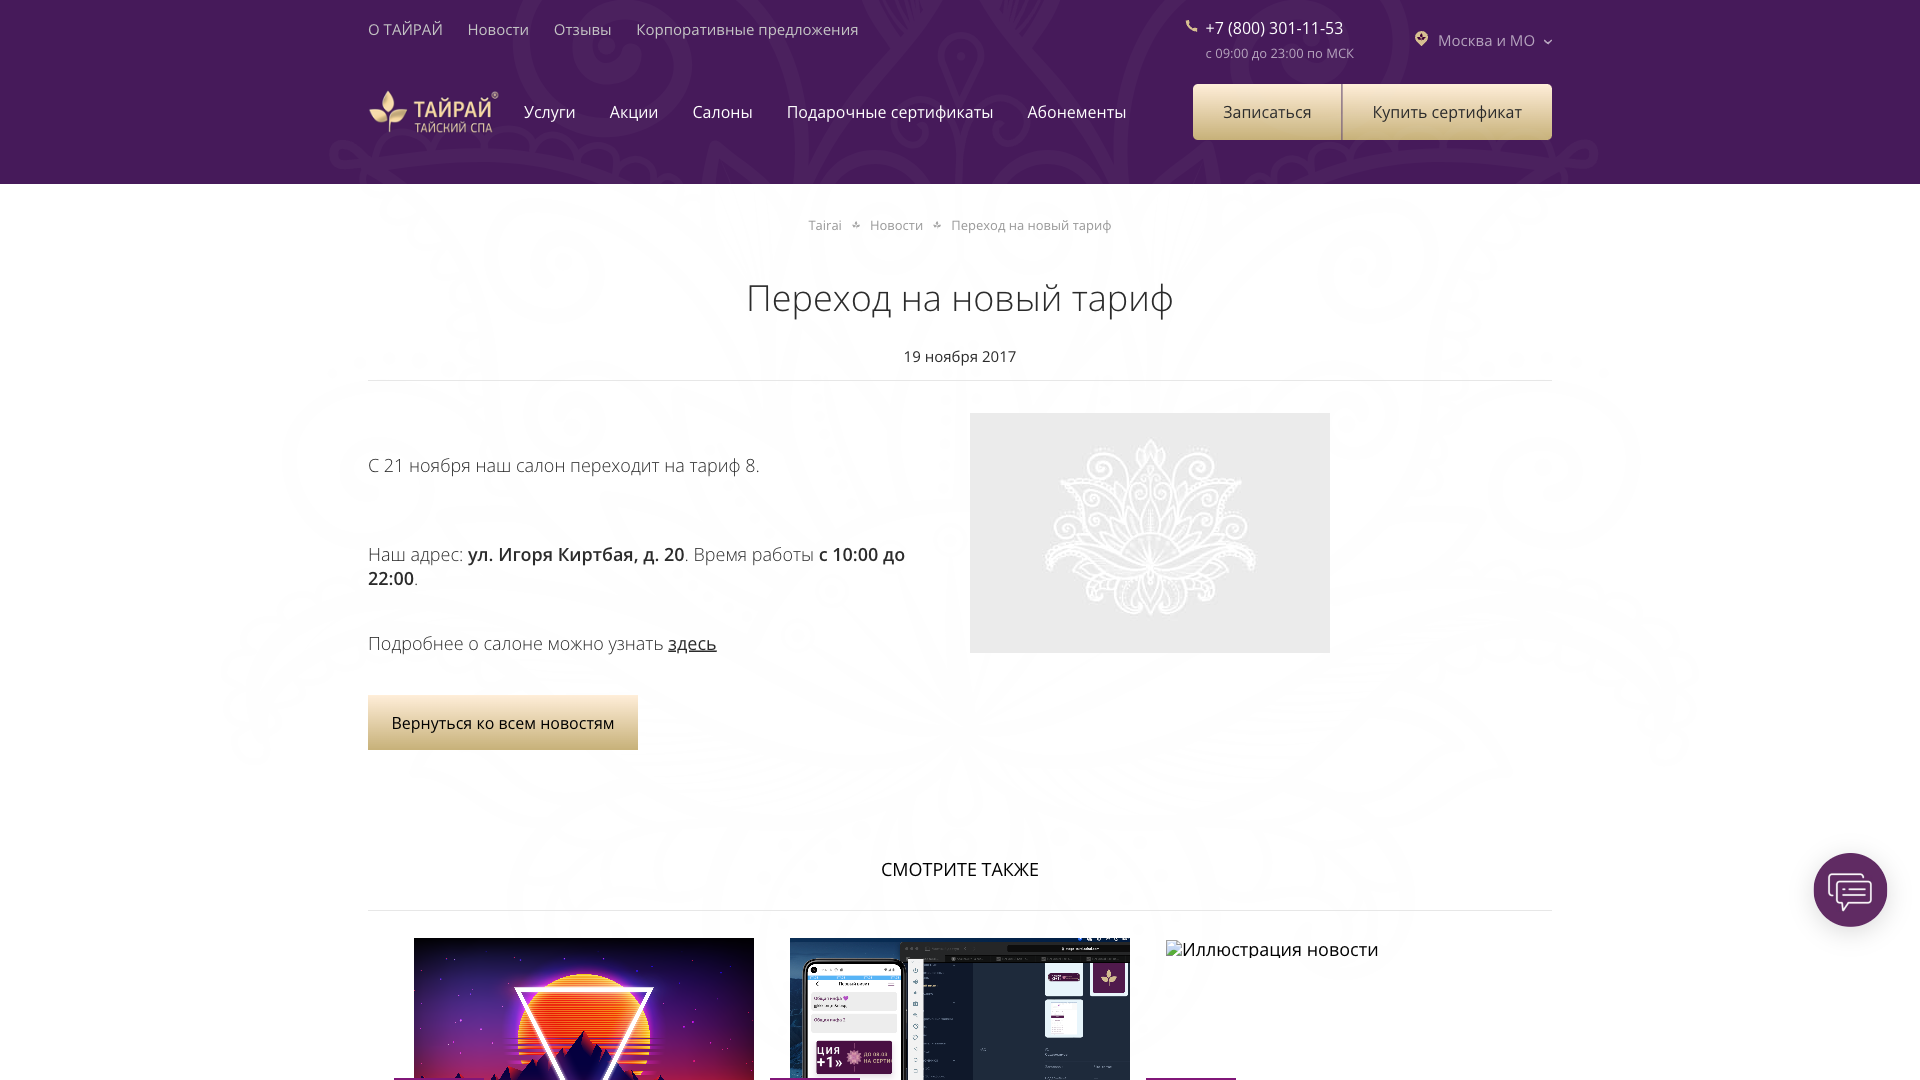 О ТАЙРАЙ Новости Отзывы Корпоративные предложения
+7 (800) 301-11-53
с 09:00 до 23:00 по МСК
Москва и МО
ТАЙРАЙ®
ТАЙСКИЙ СПА
Услуги Акции Салоны Подарочные сертификаты Абонементы
Записаться Купить сертификат
Tairai Новости Переход на новый тариф
Переход на новый тариф
19 ноября 2017
С 21 ноября наш салон переходит на тариф 8.
Наш адрес: ул. Игоря Киртбая, д. 20. Время работы с 10:00 до
22:00.
Подробнее о салоне можно узнать здесь
Вернуться ко всем новостям
СМОТРИТЕ ТАКЖЕ
Первый визит
ЦИЯ
+1»
Иллюстрация новости